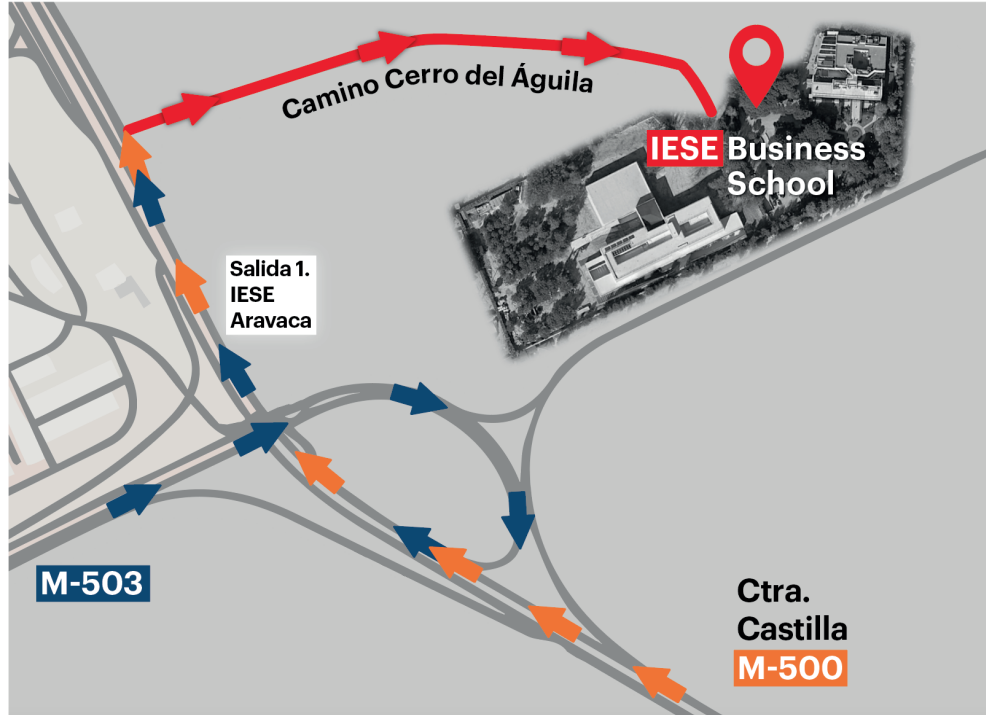 Camino Cerro del Águila
IESE Business
School
Salida 1.
IESE
Aravaca
M-503
Ctra.
Castilla
M-500